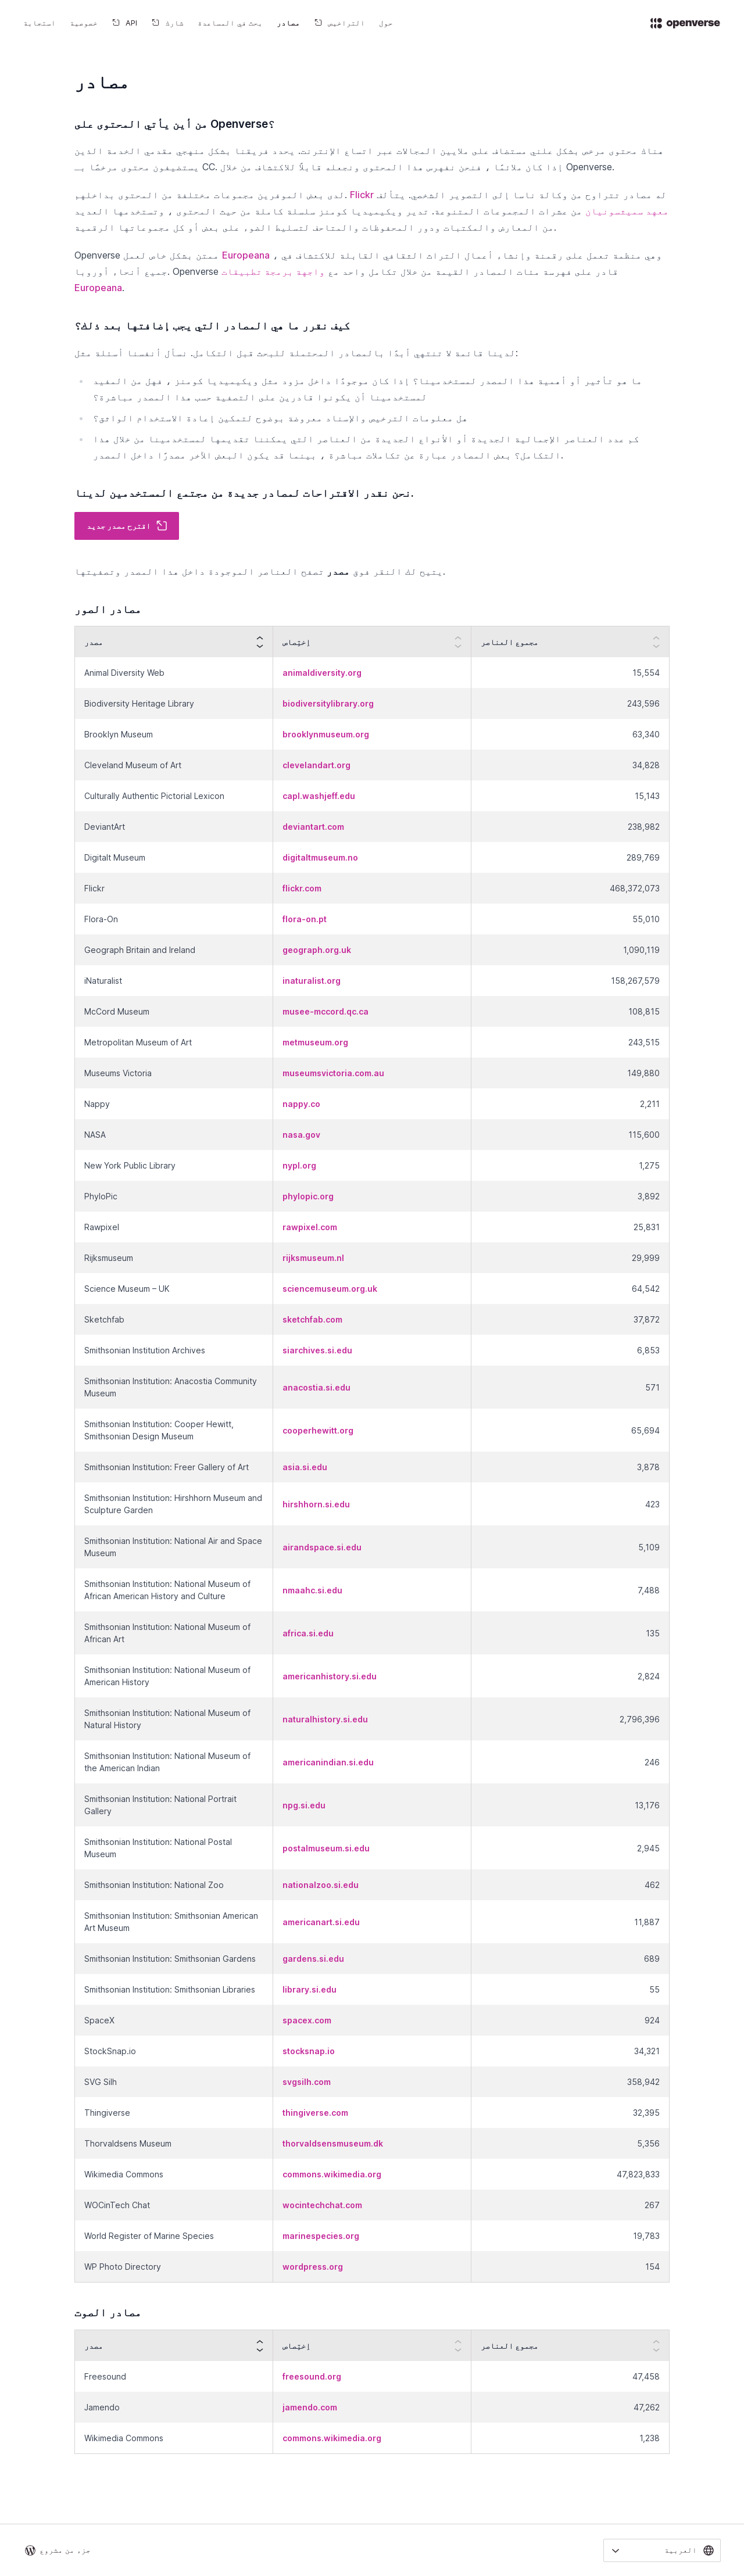 openverse
حول
التراخيص
مصادر
بحث في المساعدة
شارك
API
خصوصية
استجابة
مصادر
من أين يأتي المحتوى على Openverse؟
هناك محتوى مرخص بشكل علني مستضاف على ملايين المجالات عبر اتساع الإنترنت. يحدد فريقنا بشكل منهجي مقدمي الخدمة الذين
يستضيفون محتوى مرخصًا بـ CC. إذا كان ملائمًا ، فنحن نفهرس هذا المحتوى ونجعله قابلاً للاكتشاف من خلال Openverse.
لدى بعض الموفرين مجموعات مختلفة من المحتوى بداخلهم. Flickr له مصادر تتراوح من وكالة ناسا إلى التصوير الشخصي. يتألف
معهد سميثسونيان من عشرات المجموعات المتنوعة. تدير ويكيميديا كومنز سلسلة كاملة من حيث المحتوى ، وتستخدمها العديد
من المعارض والمكتبات ودور المحفوظات والمتاحف لتسليط الضوء على بعض أو كل مجموعاتها الرقمية.
Openverse ممتن بشكل خاص لعمل Europeana ، وهي منظمة تعمل على رقمنة وإنشاء أعمال التراث الثقافي القابلة للاكتشاف في
جميع أنحاء أوروبا. Openverse قادر على فهرسة مئات المصادر القيمة من خلال تكامل واحد مع واجهة برمجة تطبيقات
Europeana.
كيف نقرر ما هي المصادر التي يجب إضافتها بعد ذلك؟
لدينا قائمة لا تنتهي أبدًا بالمصادر المحتملة للبحث قبل التكامل. نسأل أنفسنا أسئلة مثل:
ما هو تأثير أو أهمية هذا المصدر لمستخدمينا؟ إذا كان موجودًا داخل مزود مثل ويكيميديا كومنز ، فهل من المفيد
لمستخدمينا أن يكونوا قادرين على التصفية حسب هذا المصدر مباشرة؟
هل معلومات الترخيص والإسناد معروضة بوضوح لتمكين إعادة الاستخدام الواثق؟
كم عدد العناصر الإجمالية الجديدة أو الأنواع الجديدة من العناصر التي يمكننا تقديمها لمستخدمينا من خلال هذا
التكامل؟ بعض المصادر عبارة عن تكاملات مباشرة ، بينما قد يكون البعض الآخر مصدرًا داخل المصدر.
نحن نقدر الاقتراحات لمصادر جديدة من مجتمع المستخدمين لدينا.
اقترح مصدر جديد
يتيح لك النقر فوق مصدر تصفح العناصر الموجودة داخل هذا المصدر وتصفيتها.
مصادر الصور
مصدر إختِصاص مجموع العناصر
Animal Diversity Web animaldiversity.org 15,554
Biodiversity Heritage Library biodiversitylibrary.org 243,596
Brooklyn Museum brooklynmuseum.org 63,340
Cleveland Museum of Art clevelandart.org 34,828
Culturally Authentic Pictorial Lexicon capl.washjeff.edu 15,143
DeviantArt deviantart.com 238,982
Digitalt Museum digitaltmuseum.no 289,769
Flickr flickr.com 468,372,073
Flora-On flora-on.pt 55,010
Geograph Britain and Ireland geograph.org.uk 1,090,119
iNaturalist inaturalist.org 158,267,579
McCord Museum musee-mccord.qc.ca 108,815
Metropolitan Museum of Art metmuseum.org 243,515
Museums Victoria museumsvictoria.com.au 149,880
Nappy nappy.co 2,211
NASA nasa.gov 115,600
New York Public Library nypl.org 1,275
PhyloPic phylopic.org 3,892
Rawpixel rawpixel.com 25,831
Rijksmuseum rijksmuseum.nl 29,999
Science Museum – UK sciencemuseum.org.uk 64,542
Sketchfab sketchfab.com 37,872
Smithsonian Institution Archives siarchives.si.edu 6,853
Smithsonian Institution: Anacostia Community
Museum anacostia.si.edu 571
Smithsonian Institution: Cooper Hewitt,
Smithsonian Design Museum cooperhewitt.org 65,694
Smithsonian Institution: Freer Gallery of Art asia.si.edu 3,878
Smithsonian Institution: Hirshhorn Museum and
Sculpture Garden hirshhorn.si.edu 423
Smithsonian Institution: National Air and Space
Museum airandspace.si.edu 5,109
Smithsonian Institution: National Museum of
African American History and Culture nmaahc.si.edu 7,488
Smithsonian Institution: National Museum of
African Art africa.si.edu 135
Smithsonian Institution: National Museum of
American History americanhistory.si.edu 2,824
Smithsonian Institution: National Museum of
Natural History naturalhistory.si.edu 2,796,396
Smithsonian Institution: National Museum of
the American Indian americanindian.si.edu 246
Smithsonian Institution: National Portrait
Gallery npg.si.edu 13,176
Smithsonian Institution: National Postal
Museum postalmuseum.si.edu 2,945
Smithsonian Institution: National Zoo nationalzoo.si.edu 462
Smithsonian Institution: Smithsonian American
Art Museum americanart.si.edu 11,887
Smithsonian Institution: Smithsonian Gardens gardens.si.edu 689
Smithsonian Institution: Smithsonian Libraries library.si.edu 55
SpaceX spacex.com 924
StockSnap.io stocksnap.io 34,321
SVG Silh svgsilh.com 358,942
Thingiverse thingiverse.com 32,395
Thorvaldsens Museum thorvaldsensmuseum.dk 5,356
Wikimedia Commons commons.wikimedia.org 47,823,833
WOCinTech Chat wocintechchat.com 267
World Register of Marine Species marinespecies.org 19,783
WP Photo Directory wordpress.org 154
مصادر الصوت
مصدر إختِصاص مجموع العناصر
Freesound freesound.org 47,458
Jamendo jamendo.com 47,262
Wikimedia Commons commons.wikimedia.org 1,238
العربية
جزء من مشروع